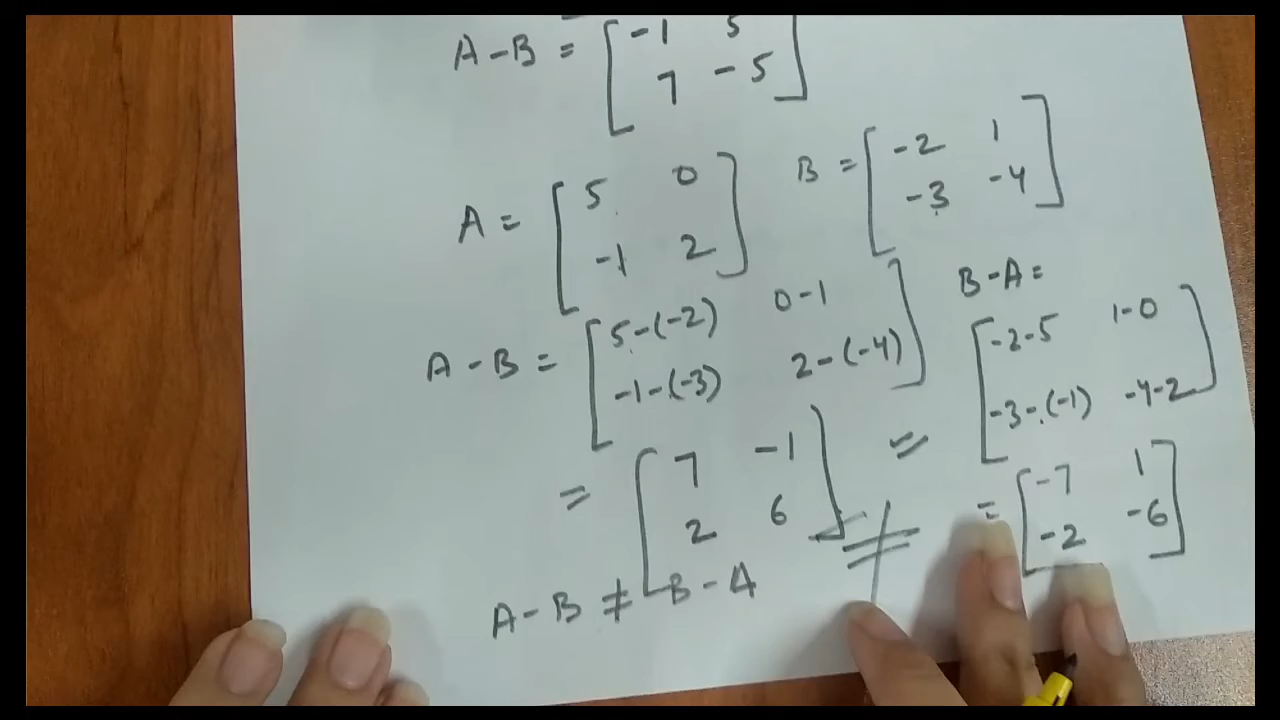 A-B = [-1 5
7 -5]
A = [5 0
-1 2]
B = [-2 1
-3 -4]
A-B = [5-(-2) 0-1
-1-(-3) 2-(-4)]
B-A=
[-2-5 1-0
-3-(-1) -4-2]
= [7 -1
2 6]
≠
= [-7 1
-2 -6]
A-B ≠ B-A